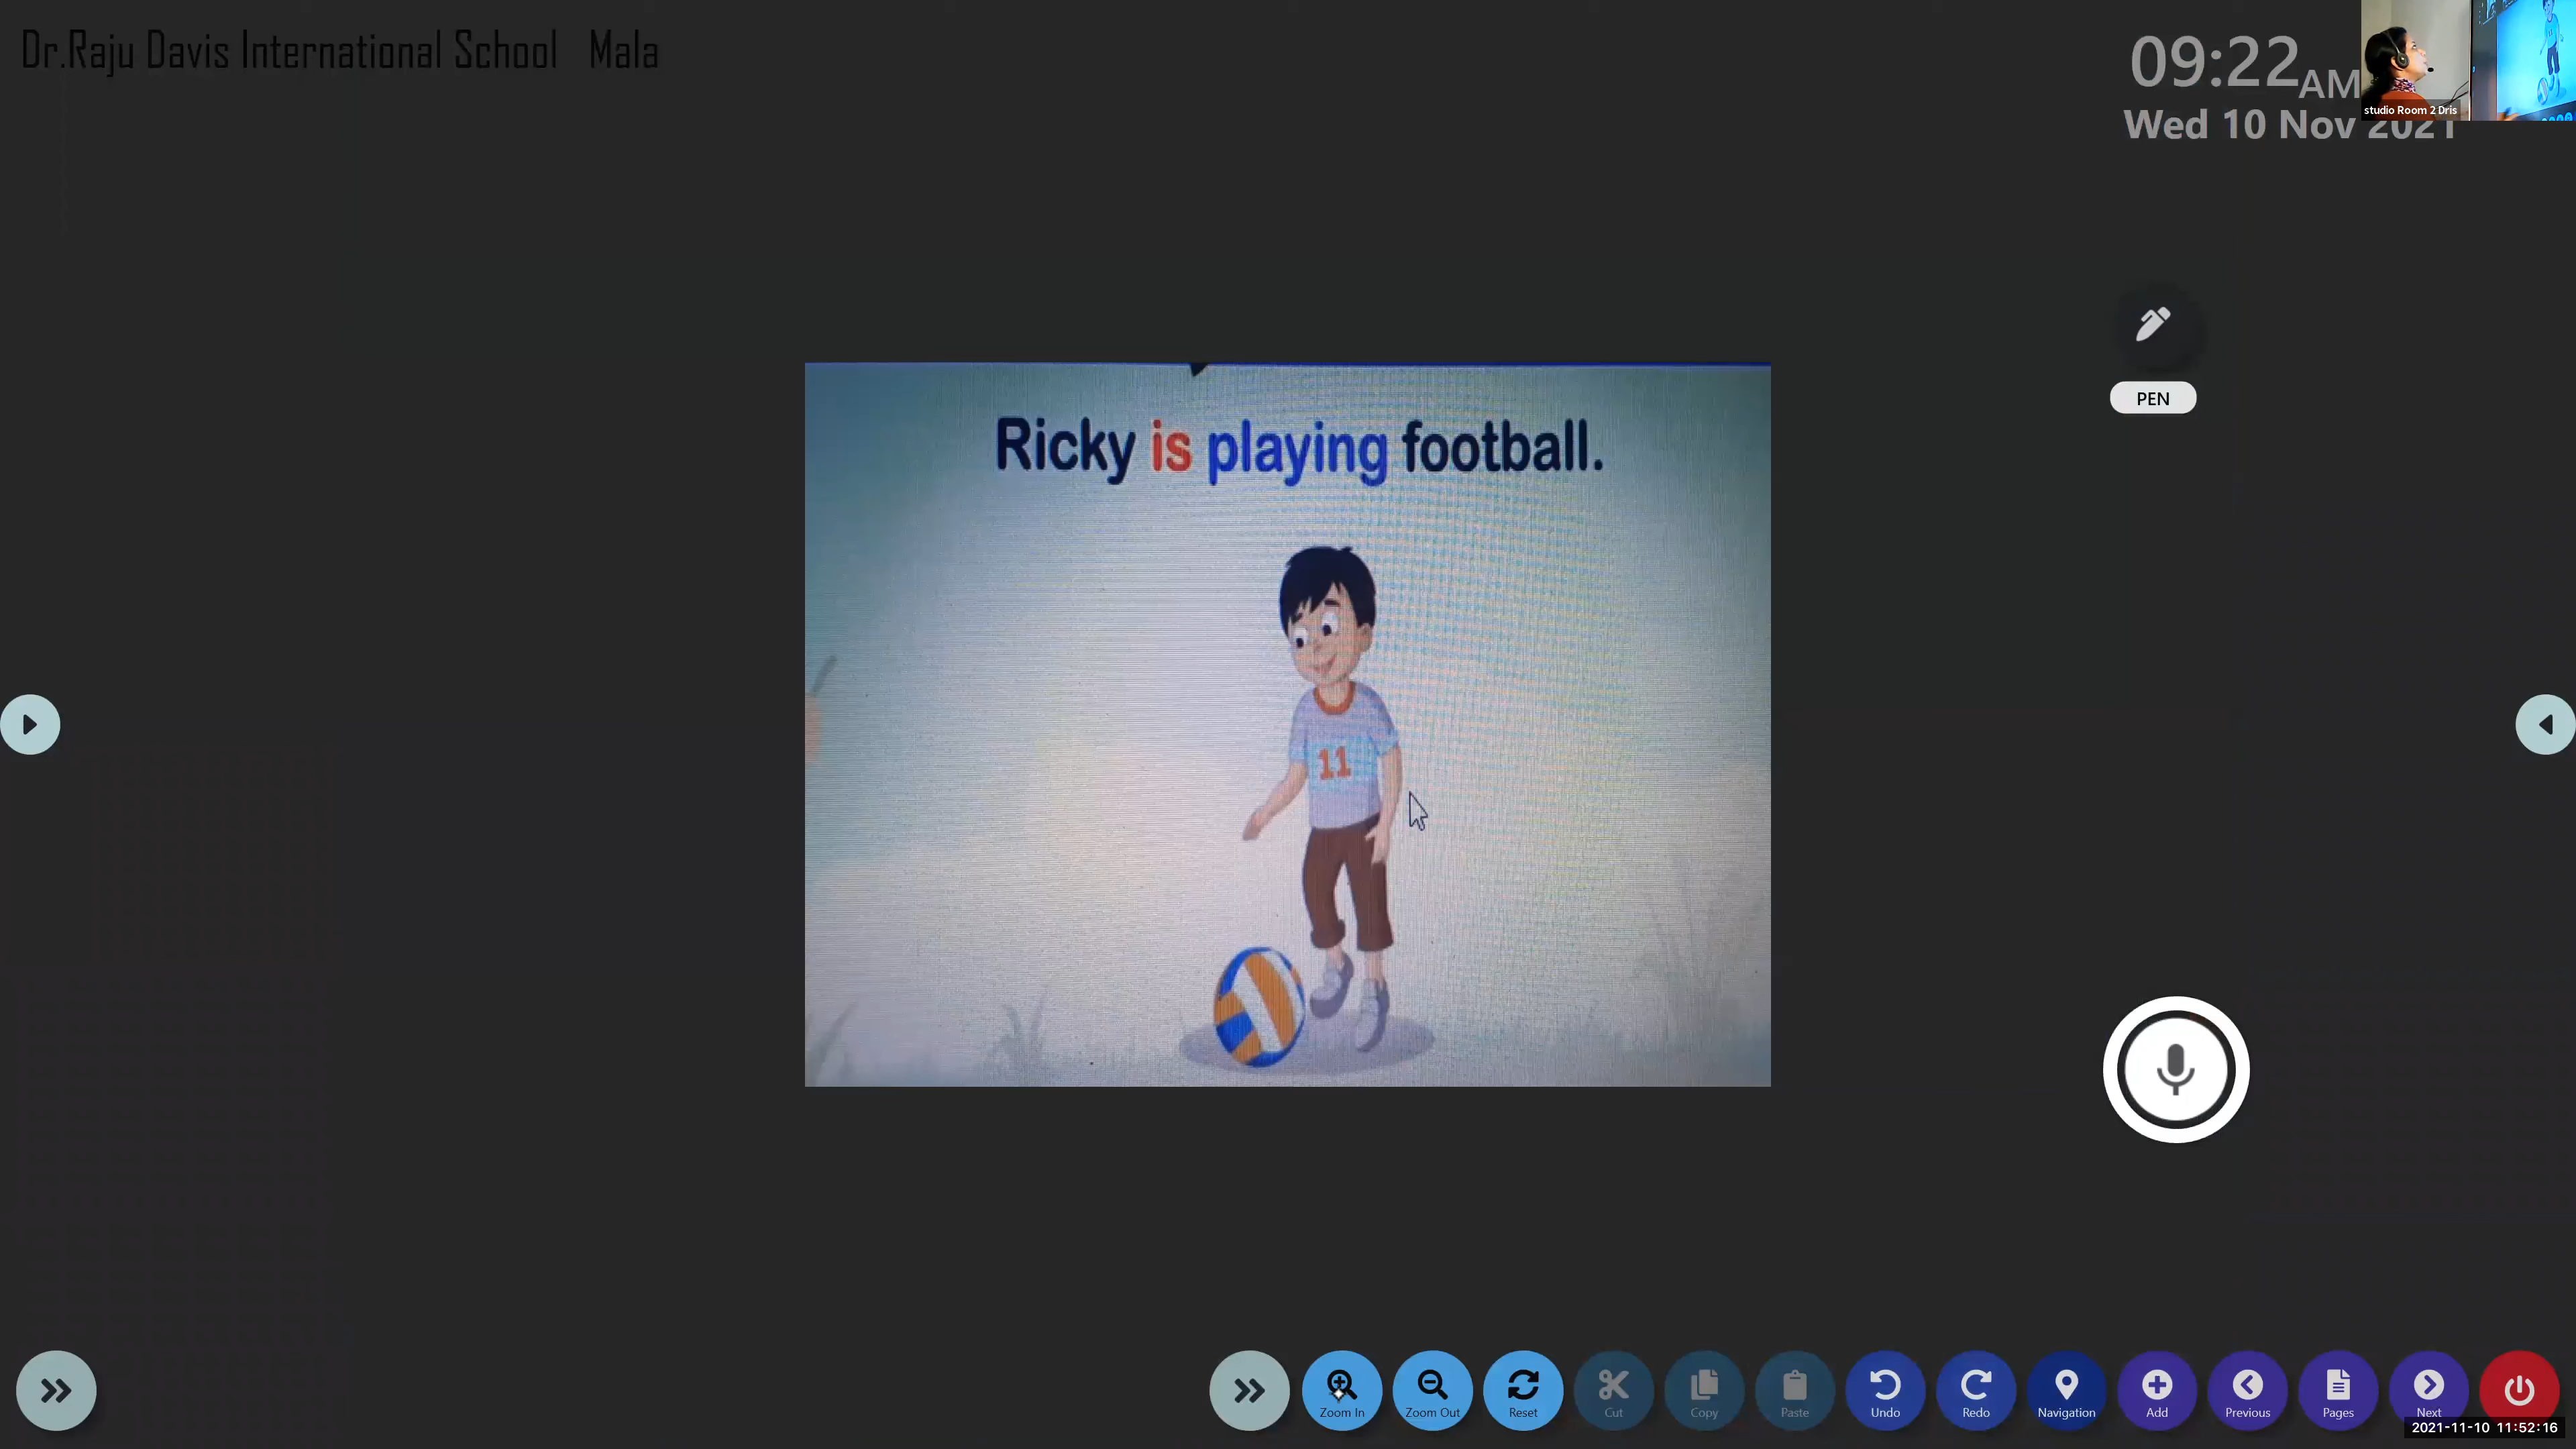 Dr.Raju Davis International School Mala
09:22 AM
Wed 10 Nov 2021
studio Room 2 Dris
PEN
Ricky is playing football.
11
Zoom In
Zoom Out
Reset
Cut
Copy
Paste
Undo
Redo
Navigation
Add
Previous
Pages
Next
2021-11-10 11:52:16